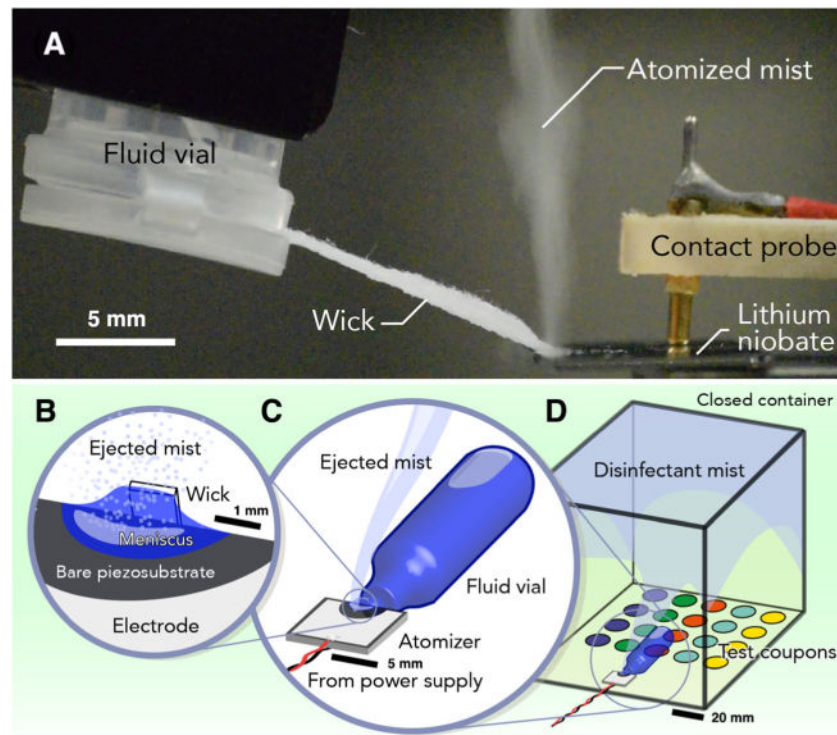 A
Atomized mist
Fluid vial
Contact probe
Wick
5 mm
Lithium
niobate
B
Ejected mist
Wick
1 mm
Meniscus
Bare piezosubstrate
Electrode
C
Ejected mist
Fluid vial
Atomizer
5 mm
From power supply
D
Closed container
Disinfectant mist
Test coupons
20 mm